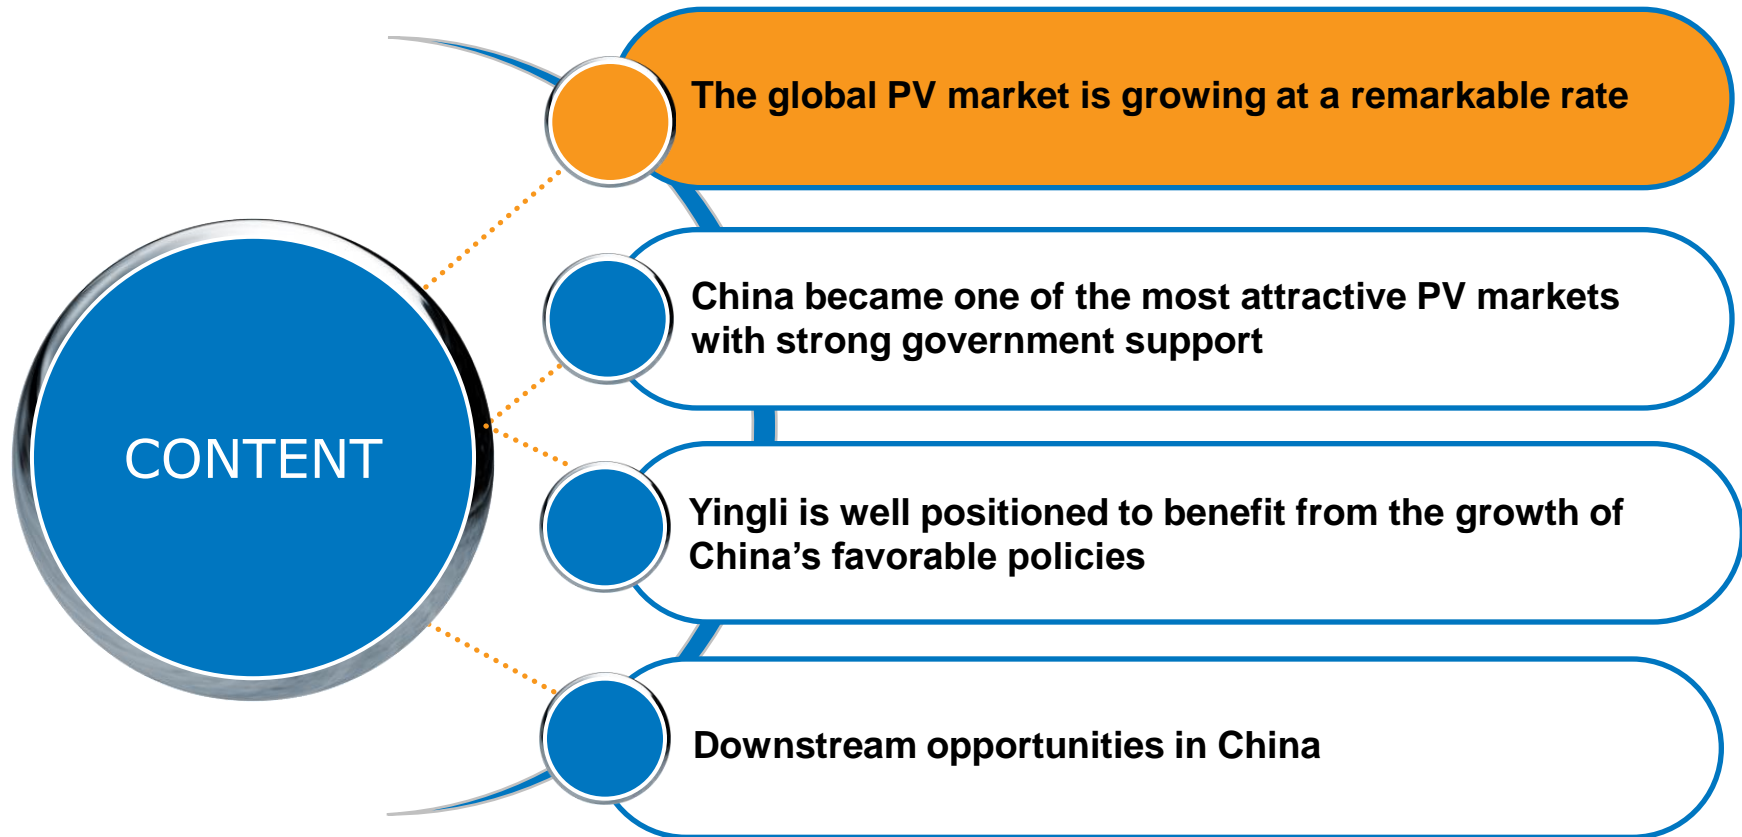 The global PV market is growing at a remarkable rate
China became one of the most attractive PV markets
with strong government support
CONTENT
Yingli is well positioned to benefit from the growth of
China’s favorable policies
Downstream opportunities in China